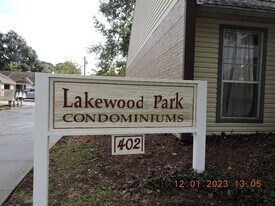 Lakewood Park
CONDOMINIUMS
402
12 01 2023 13:05